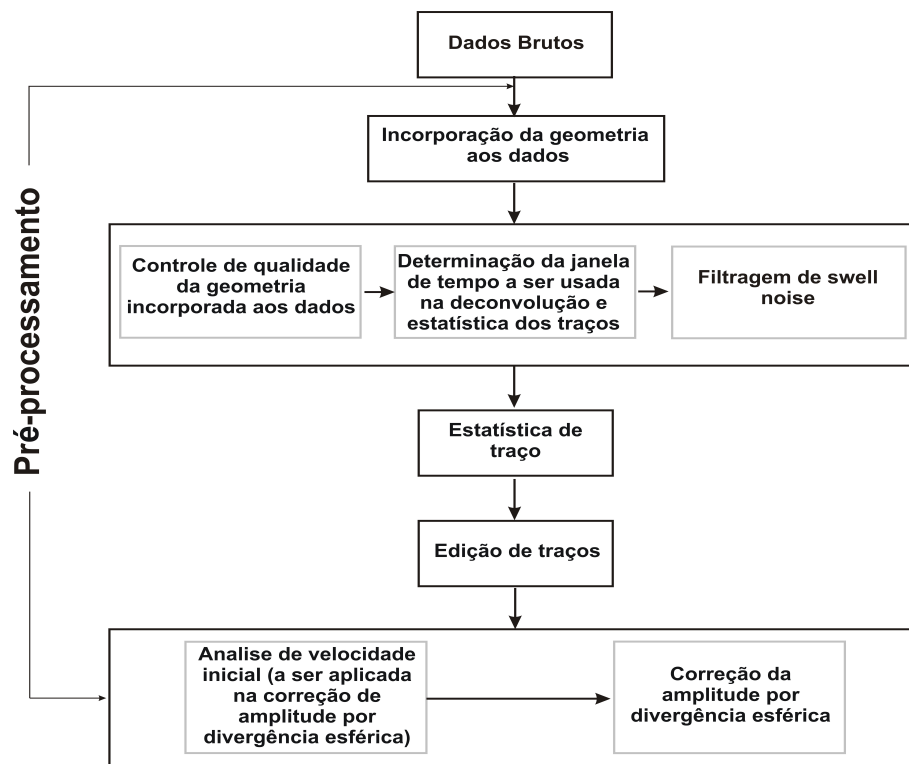 Dados Brutos
Incorporação da geometria
aos dados
Pré-processamento
Controle de qualidade
da geometria
incorporada aos dados
Determinação da janela
de tempo a ser usada
na deconvolução e
estatística dos traços
Filtragem de swell
noise
Estatística de
traço
Edição de traços
Analise de velocidade
inicial (a ser aplicada
na correção de
amplitude por
divergência esférica)
Correção da
amplitude por
divergência esférica